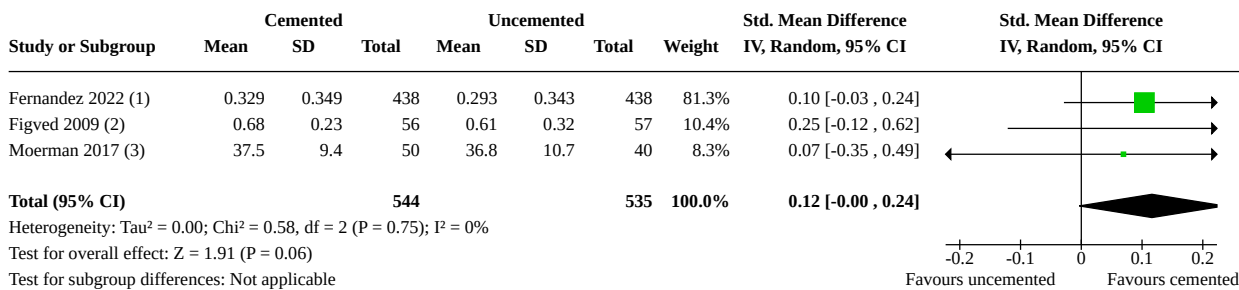 Cemented Uncemented Std. Mean Difference Std. Mean Difference
Study or Subgroup Mean SD Total Mean SD Total Weight IV, Random, 95% CI IV, Random, 95% CI
Fernandez 2022 (1) 0.329 0.349 438 0.293 0.343 438 81.3% 0.10 [-0.03 , 0.24]
Figved 2009 (2) 0.68 0.23 56 0.61 0.32 57 10.4% 0.25 [-0.12 , 0.62]
Moerman 2017 (3) 37.5 9.4 50 36.8 10.7 40 8.3% 0.07 [-0.35 , 0.49]
Total (95% CI) 544 535 100.0% 0.12 [-0.00 , 0.24]
Heterogeneity: Tau² = 0.00; Chi² = 0.58, df = 2 (P = 0.75); I² = 0%
Test for overall effect: Z = 1.91 (P = 0.06)
-0.2 -0.1 0 0.1 0.2
Test for subgroup differences: Not applicable Favours uncemented Favours cemented